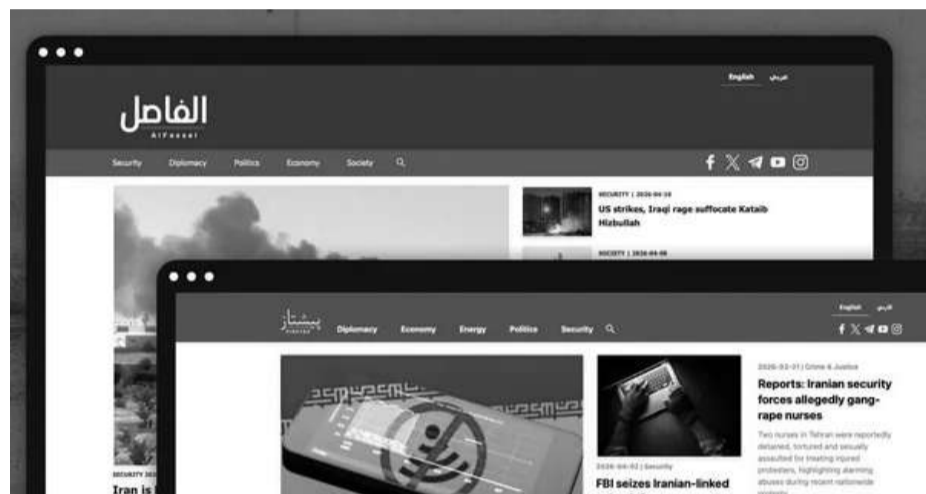 English عربي
الفاصل
AlFassel
Security Diplomacy Politics Economy Society
SECURITY | 2026-04-10
US strikes, Iraqi rage suffocate Kataib
Hizbullah
SOCIETY | 2026-04-08
Iran is
English فارسی
پیشتاز
Diplomacy Economy Energy Politics Security
2026-04-02 | Security
FBI seizes Iranian-linked
2026-03-31 | Crime & Justice
Reports: Iranian security
forces allegedly gang-
rape nurses
Two nurses in Tehran were reportedly
detained, tortured and sexually
assaulted for treating injured
protesters, highlighting alarming
abuses during recent nationwide